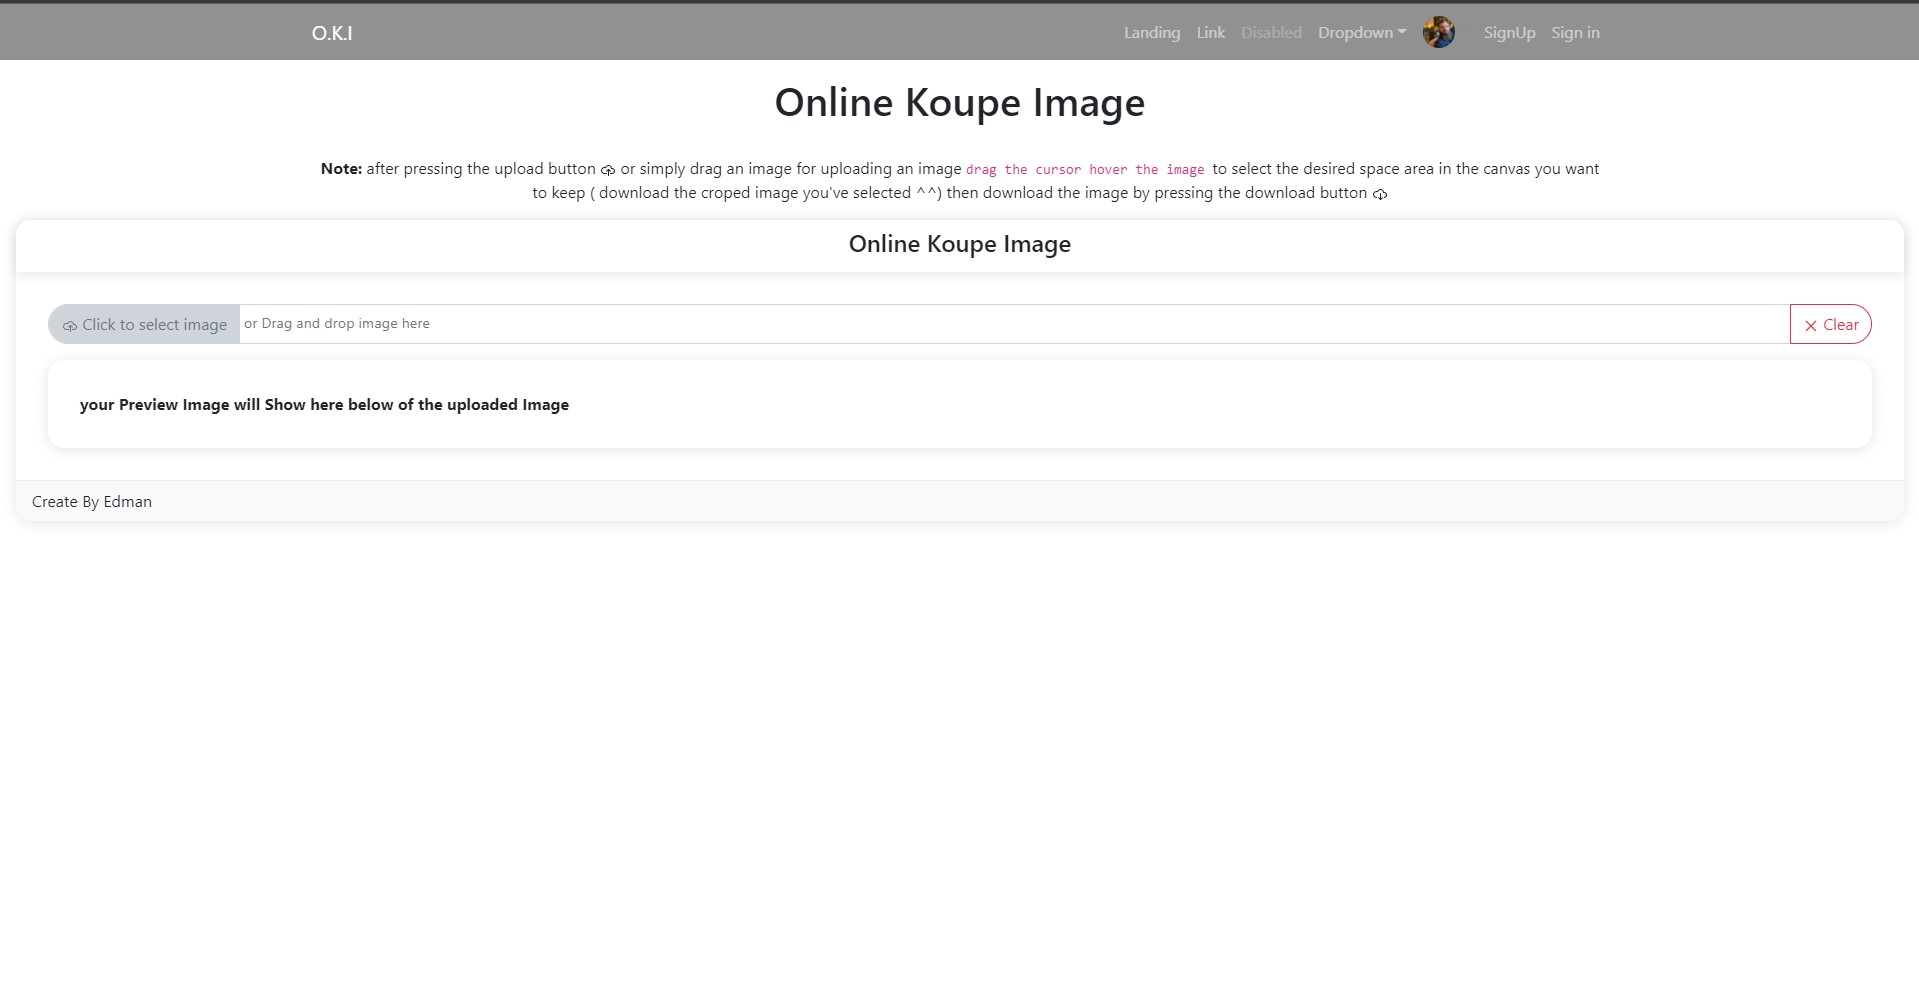 O.K.I Landing Link Disabled Dropdown SignUp Sign in
Online Koupe Image
Note: after pressing the upload button or simply drag an image for uploading an image drag the cursor hover the image to select the desired space area in the canvas you want
to keep ( download the croped image you've selected ^^) then download the image by pressing the download button
Online Koupe Image
Click to select image or Drag and drop image here Clear
your Preview Image will Show here below of the uploaded Image
Create By Edman